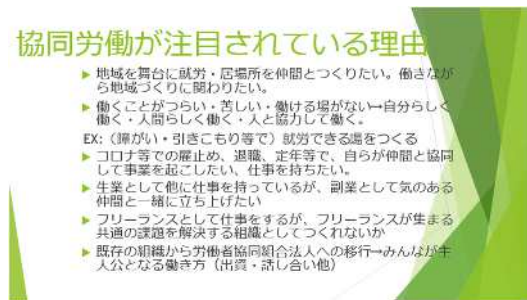 協同労働が注目されている理由
地域を舞台に就労・居場所を仲間とつくりたい。働きなが
ら地域づくりに関わりたい。
働くことがつらい・苦しい・働ける場がない→自分らしく
働く・人間らしく働く・人と協力して働く。
EX:（障がい・引きこもり等で）就労できる場をつくる
コロナ等での雇止め、退職、定年等で、自らが仲間と協同
して事業を起こしたい、仕事を持ちたい。
生業として他に仕事を持っているが、副業として気のある
仲間と一緒に立ち上げたい
フリーランスとして仕事をするが、フリーランスが集まる
共通の課題を解決する組織としてつくれないか
既存の組織から労働者協同組合法人への移行→みんなが主
人公となる働き方（出資・話し合い他）